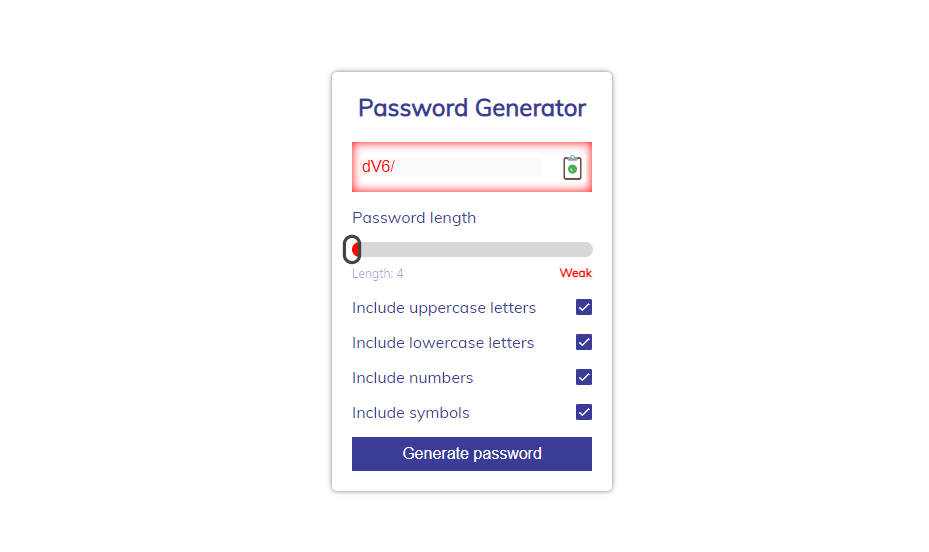 Password Generator
dV6/
Password length
Length: 4 Weak
Include uppercase letters
Include lowercase letters
Include numbers
Include symbols
Generate password